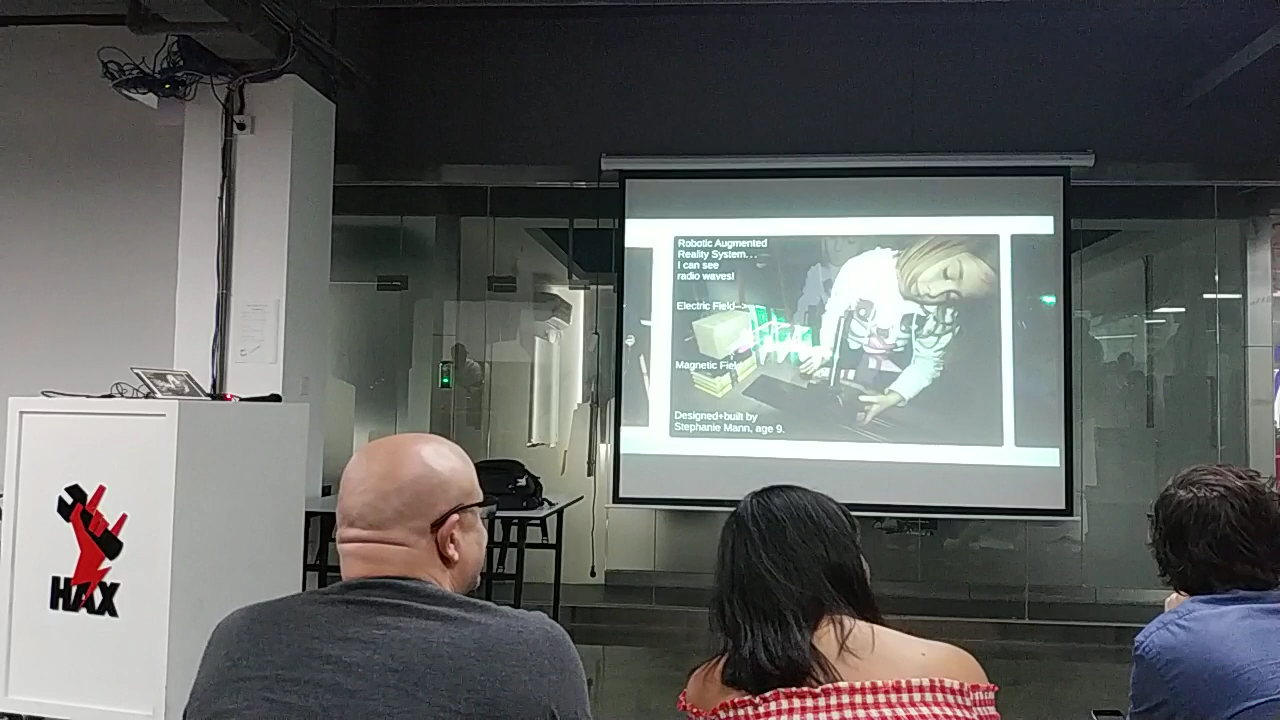 Robotic Augmented
Reality System...
I can see
radio waves!
Electric Field-->
Magnetic Field
Designed+built by
Stephanie Mann, age 9.
HAX